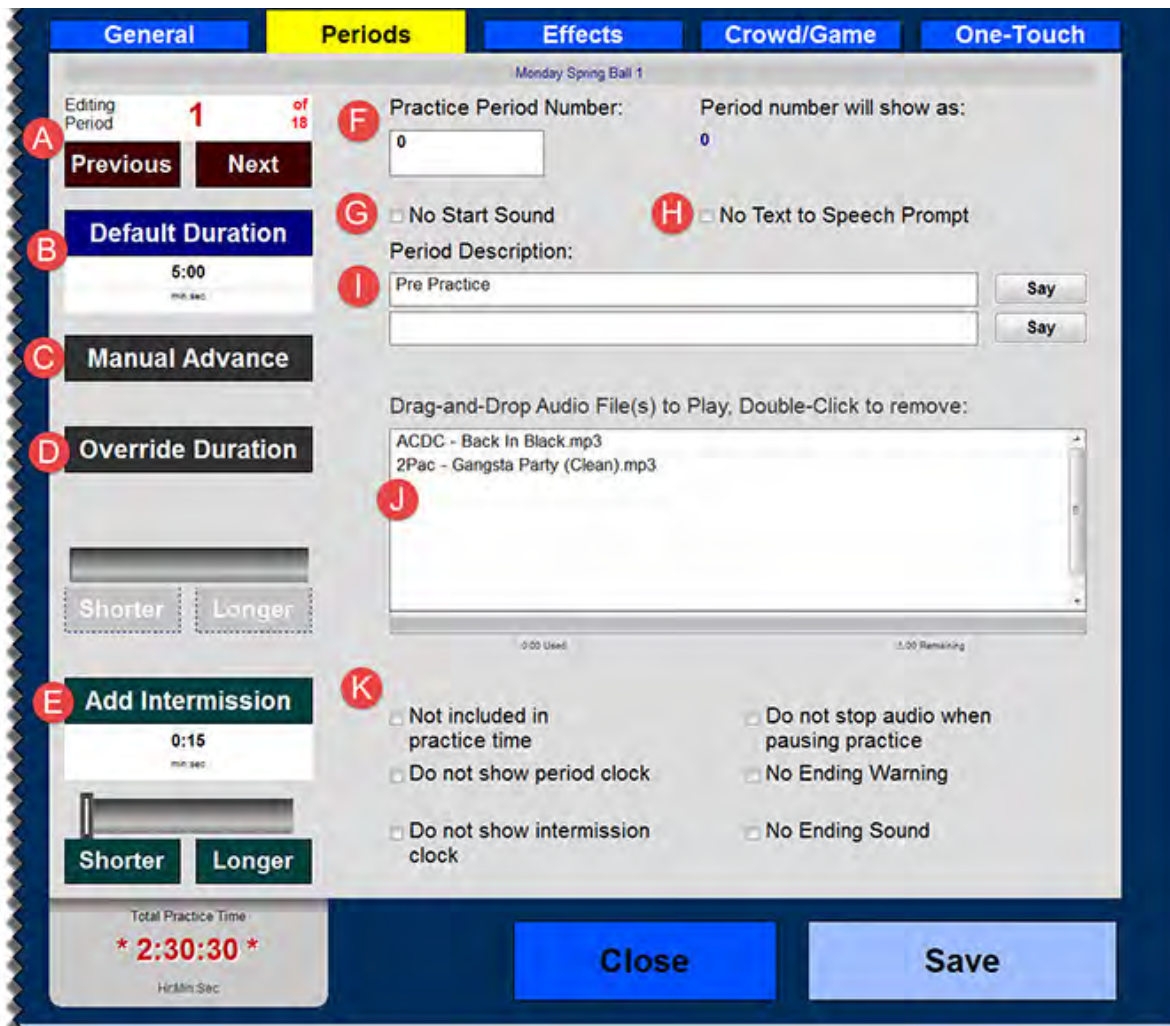 General
Periods
Effects
Crowd/Game
One-Touch
Monday Spring Ball 1
Editing
Period
1
of
18
A
Previous
Next
B
Default Duration
5:00
min:sec
C
Manual Advance
D
Override Duration
Shorter
Longer
E
Add Intermission
0:15
min:sec
Shorter
Longer
Total Practice Time
* 2:30:30 *
Hr:Min:Sec
F
Practice Period Number:
0
Period number will show as:
0
G
No Start Sound
H
No Text to Speech Prompt
Period Description:
I
Pre Practice
Say
Say
Drag-and-Drop Audio File(s) to Play, Double-Click to remove:
ACDC - Back In Black.mp3
2Pac - Gangsta Party (Clean).mp3
J
0:00 Used
Remaining
K
Not included in
practice time
Do not show period clock
Do not show intermission
clock
Do not stop audio when
pausing practice
No Ending Warning
No Ending Sound
Close
Save